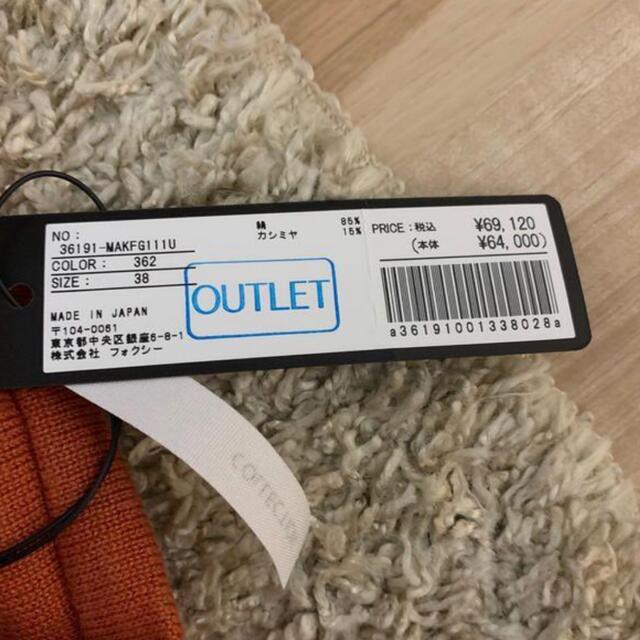 NO :
36191-MAKFG111U
COLOR : 362
SIZE : 38
MADE IN JAPAN
〒104-0061
東京都中央区銀座6-8-1
株式会社 フォクシー
85%
カシミヤ 15%
OUTLET
PRICE : 税込 ¥69,120
(本体 ¥64,000)
a36191001338028a